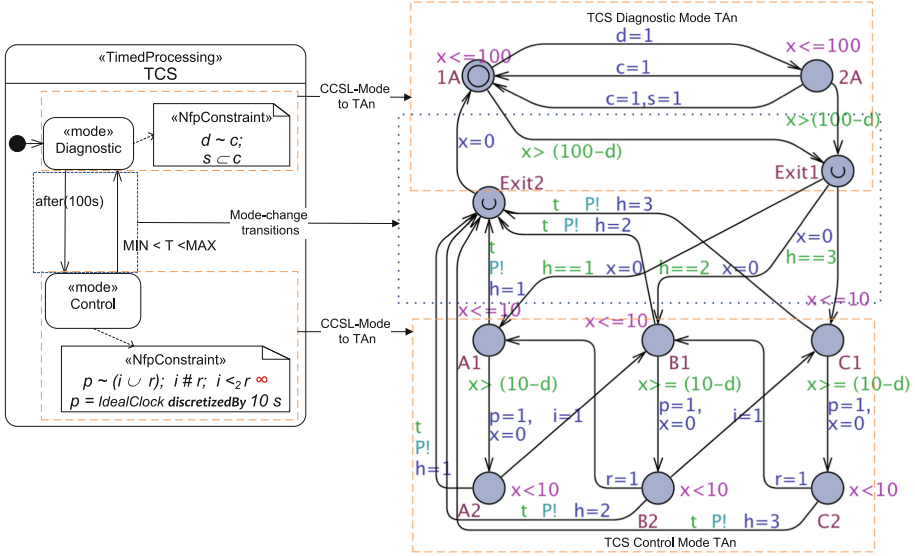 «TimedProcessing»
TCS
«mode»
Diagnostic
«NfpConstraint»
d ~ c;
s ⊂ c
after(100s)
MIN < T <MAX
«mode»
Control
«NfpConstraint»
p ~ (i ∪ r); i # r; i <₂ r ∞
p = IdealClock discretizedBy 10 s
CCSL-Mode
to TAn
Mode-change
transitions
CCSL-Mode
to TAn
TCS Diagnostic Mode TAn
x<=100
1A
d=1
c=1
c=1,s=1
x<=100
2A
x>(100-d)
x=0
x> (100-d)
Exit1
Exit2
t P! h=3
t P! h=2
t
P!
h=1
h==1 x=0
h==2 x=0
x=0
h==3
x<=10
x<=10
x<=10
A1
B1
C1
x> (10-d)
x>= (10-d)
x>= (10-d)
p=1,
x=0
i=1
p=1,
x=0
i=1
p=1,
x=0
t
P!
h=1
r=1
r=1
x<10
x<10
x<10
A2
B2
C2
t P! h=2
t P! h=3
TCS Control Mode TAn